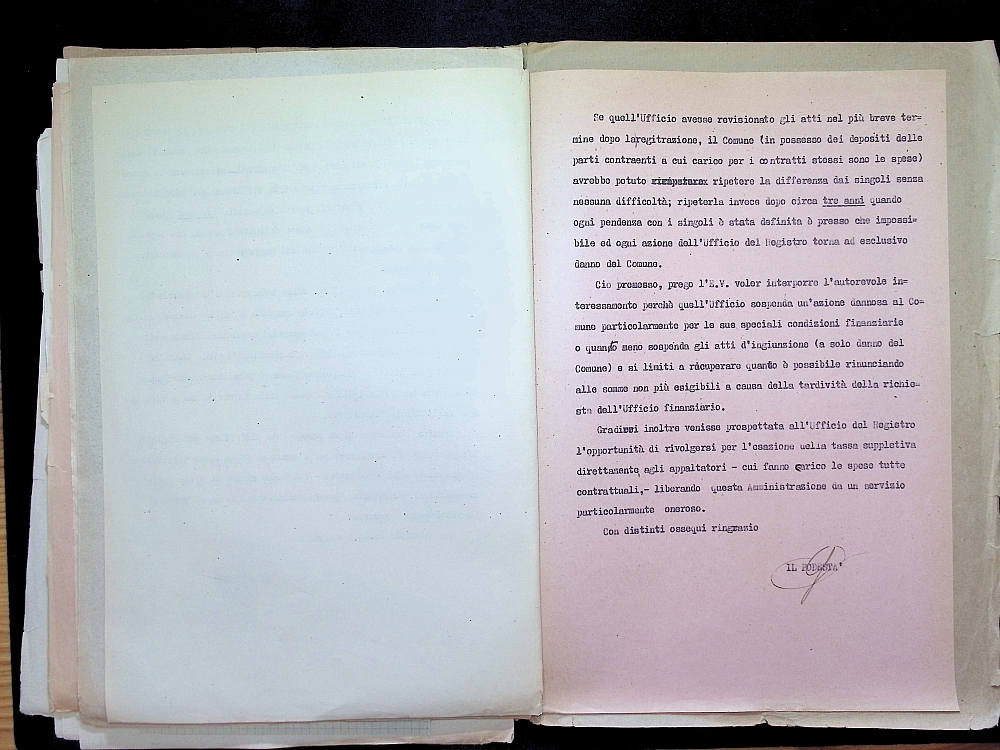 Se quell'Ufficio avesse revisionato gli atti nel più breve ter=
mine dopo laregitrazione, il Comune (in possesso dei depositi delle
parti contraenti a cui carico per i contratti stessi sono le spese)
avrebbe potuto ripetere la differenza dai singoli senza
nessuna difficoltà; ripeterla invece dopo circa tre anni quando
ogni pendenza con i singoli è stata definita è presso che impossi=
bile ed ogni azione dell'Ufficio del Registro torna ad esclusivo
danno del Comune.
Cio premesso, prego l'E.V. voler interporre l'autorevole in=
teressamento perchè quell'Ufficio sospenda un'azione dannosa al Co=
mune particolarmente per le sue speciali condizioni finanziarie
o quanto meno sospenda gli atti d'ingiunzione (a solo danno del
Comune) e si limiti a recuperare quanto è possibile rinunciando
alle somme non più esigibili a causa della tardività della richie=
sta dell'Ufficio finanziario.
Gradirei inoltre venisse prospettata all'Ufficio del Registro
l'opportunità di rivolgersi per l'esazione della tassa suppletiva
direttamente agli appaltatori - cui fanno carico le spese tutte
contrattuali,- liberando questa Amministrazione da un servizio
particolarmente oneroso.
Con distinti ossequi ringrazio
IL PODESTA'